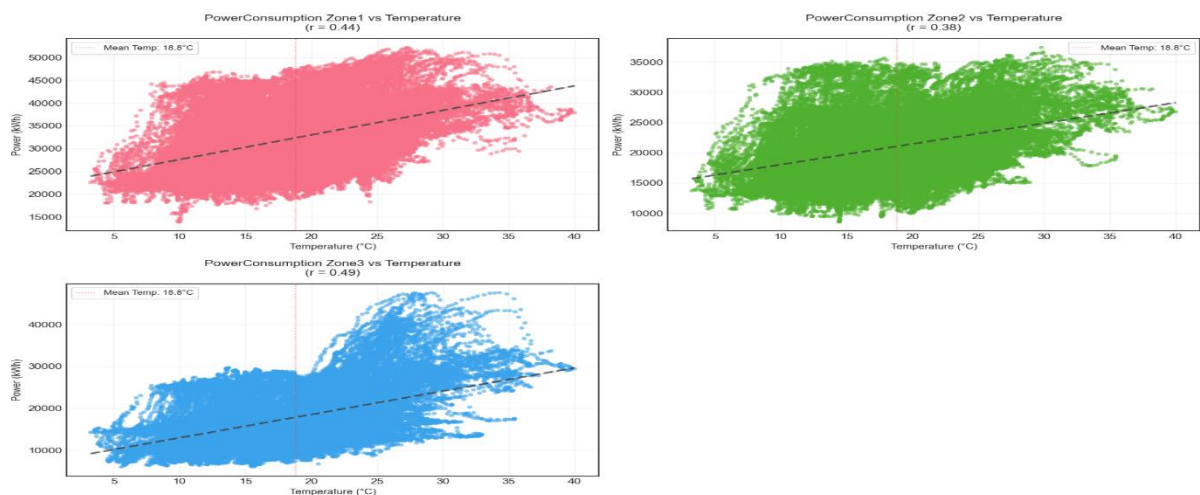 PowerConsumption Zone1 vs Temperature
(r = 0.44)
Mean Temp: 18.8°C
Power (kWh)
50000
45000
40000
35000
30000
25000
20000
15000
5 10 15 20 25 30 35 40
Temperature (°C)
PowerConsumption Zone2 vs Temperature
(r = 0.38)
Mean Temp: 18.8°C
Power (kWh)
35000
30000
25000
20000
15000
10000
5 10 15 20 25 30 35 40
Temperature (°C)
PowerConsumption Zone3 vs Temperature
(r = 0.49)
Mean Temp: 18.8°C
Power (kWh)
40000
30000
20000
10000
5 10 15 20 25 30 35 40
Temperature (°C)